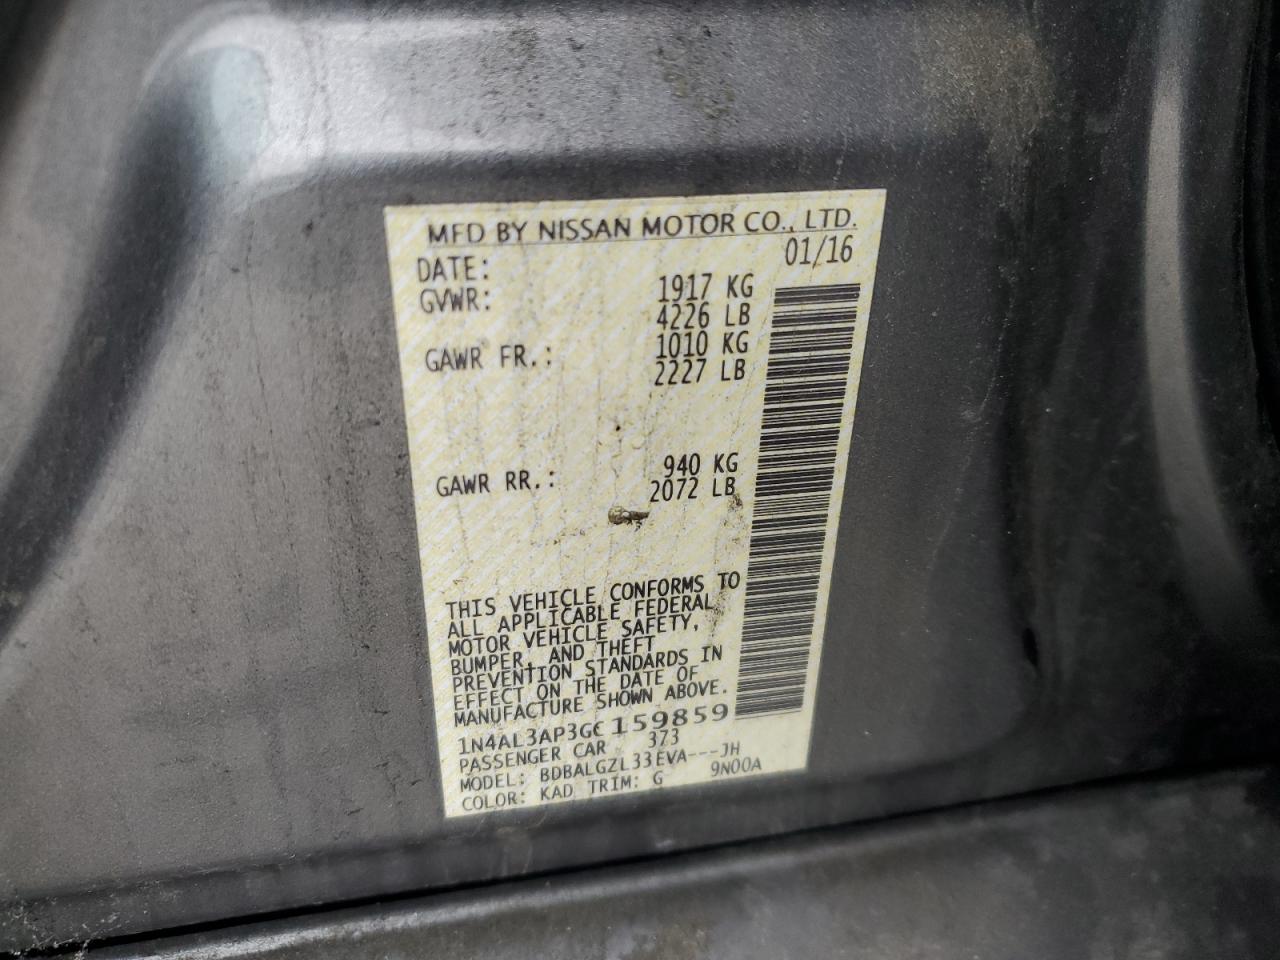 MFD BY NISSAN MOTOR CO., LTD.
DATE: 01/16
GVWR: 1917 KG
4226 LB
GAWR FR.: 1010 KG
2227 LB
GAWR RR.: 940 KG
2072 LB
THIS VEHICLE CONFORMS TO
ALL APPLICABLE FEDERAL
MOTOR VEHICLE SAFETY,
BUMPER, AND THEFT
PREVENTION STANDARDS IN
EFFECT ON THE DATE OF
MANUFACTURE SHOWN ABOVE.
1N4AL3AP3GC159859
PASSENGER CAR 373
MODEL: BDBALGZL33EVA---JH
COLOR: KAD TRIM: G 9N00A